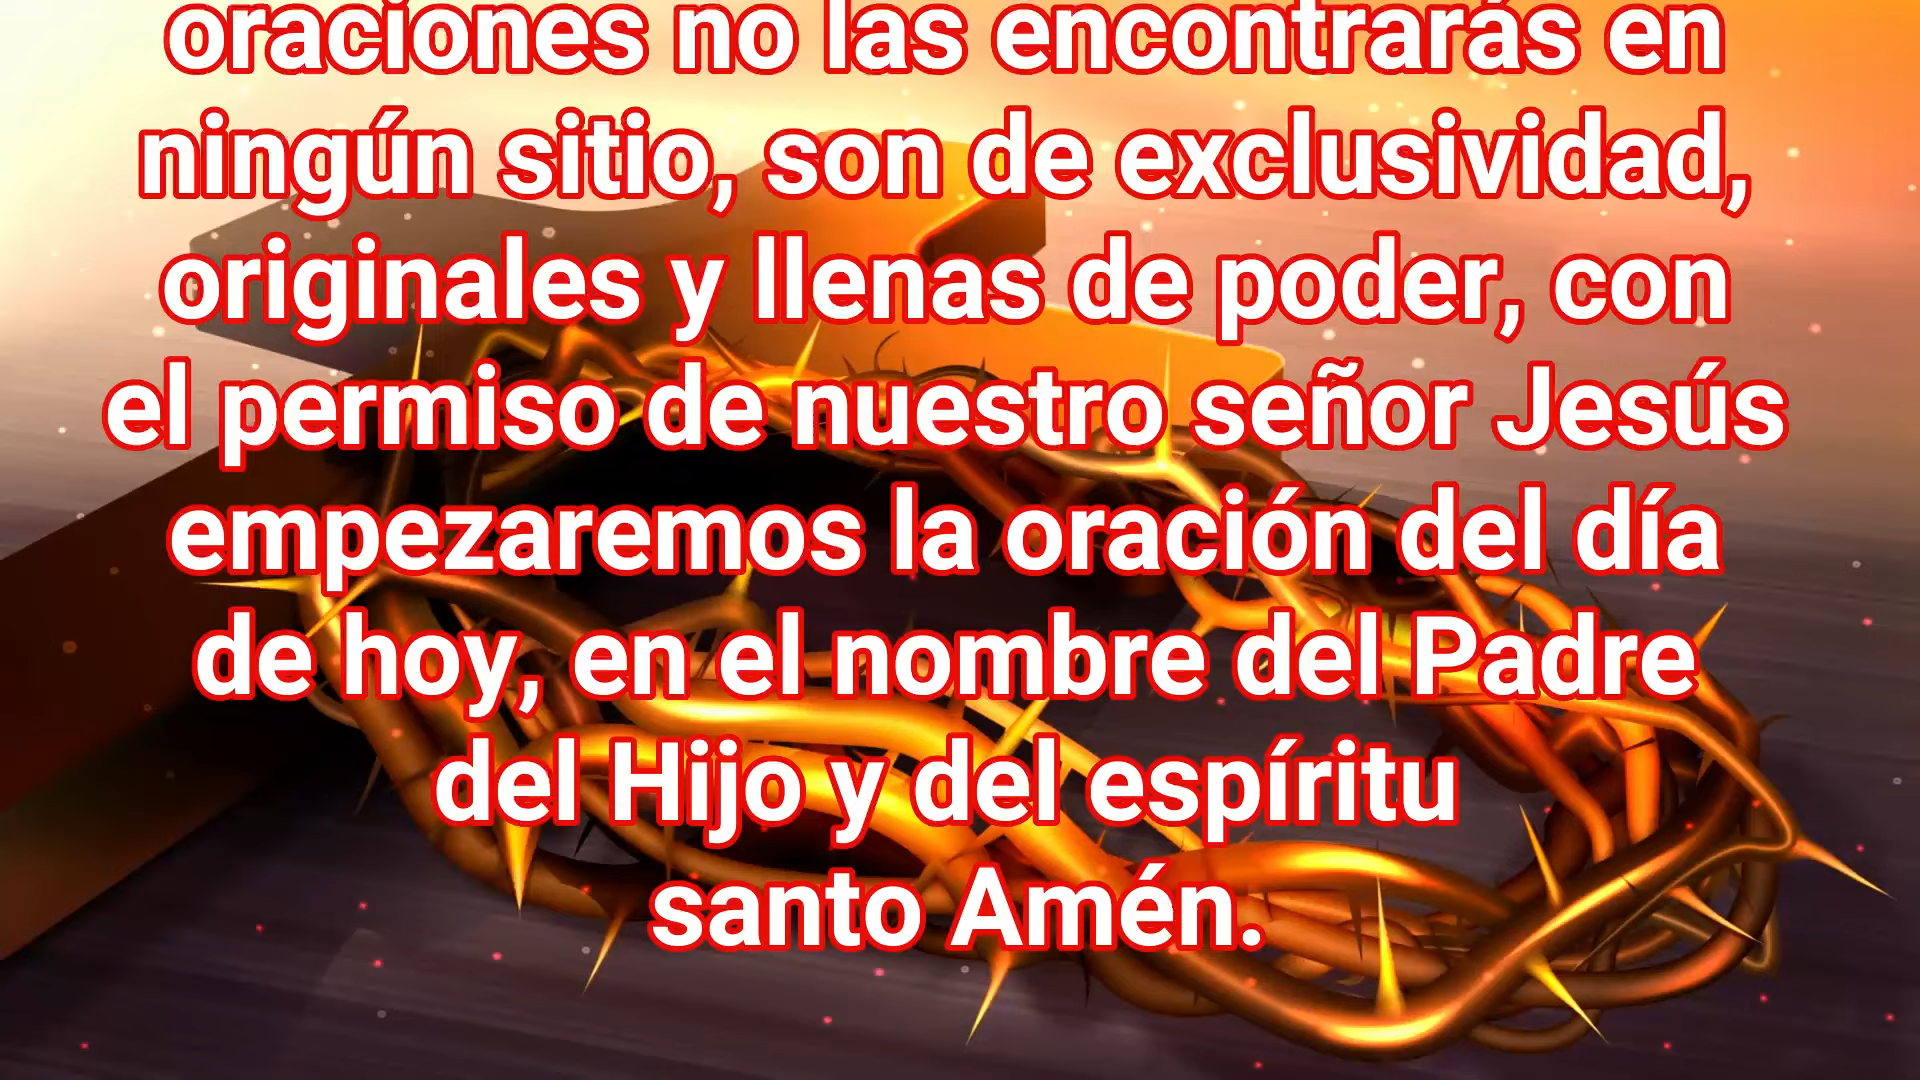 oraciones no las encontrarás en
ningún sitio, son de exclusividad,
originales y llenas de poder, con
el permiso de nuestro señor Jesús
empezaremos la oración del día
de hoy, en el nombre del Padre
del Hijo y del espíritu
santo Amén.